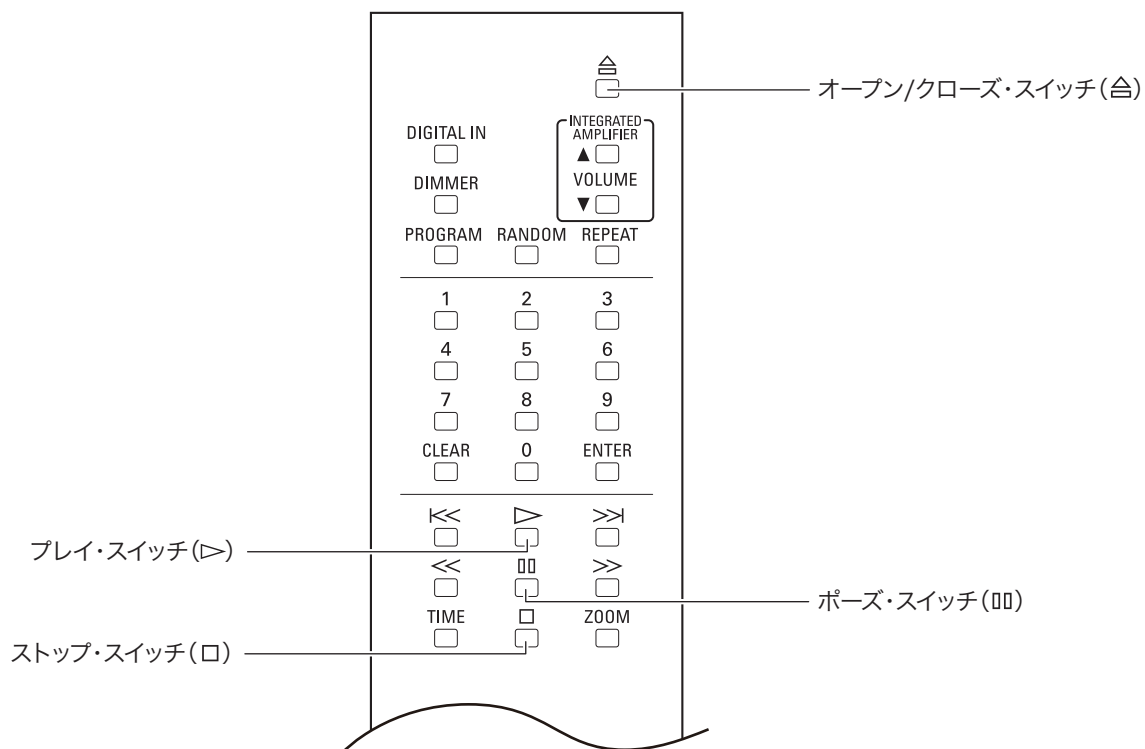 オープン/クローズ・スイッチ(≜)
DIGITAL IN
INTEGRATED
AMPLIFIER
▲
DIMMER
VOLUME
▼
PROGRAM RANDOM REPEAT
1 2 3
4 5 6
7 8 9
CLEAR 0 ENTER
|<< ▷ >>|
プレイ・スイッチ(▷)
<< ▯▯ >>
ポーズ・スイッチ(▯▯)
TIME □ ZOOM
ストップ・スイッチ(□)